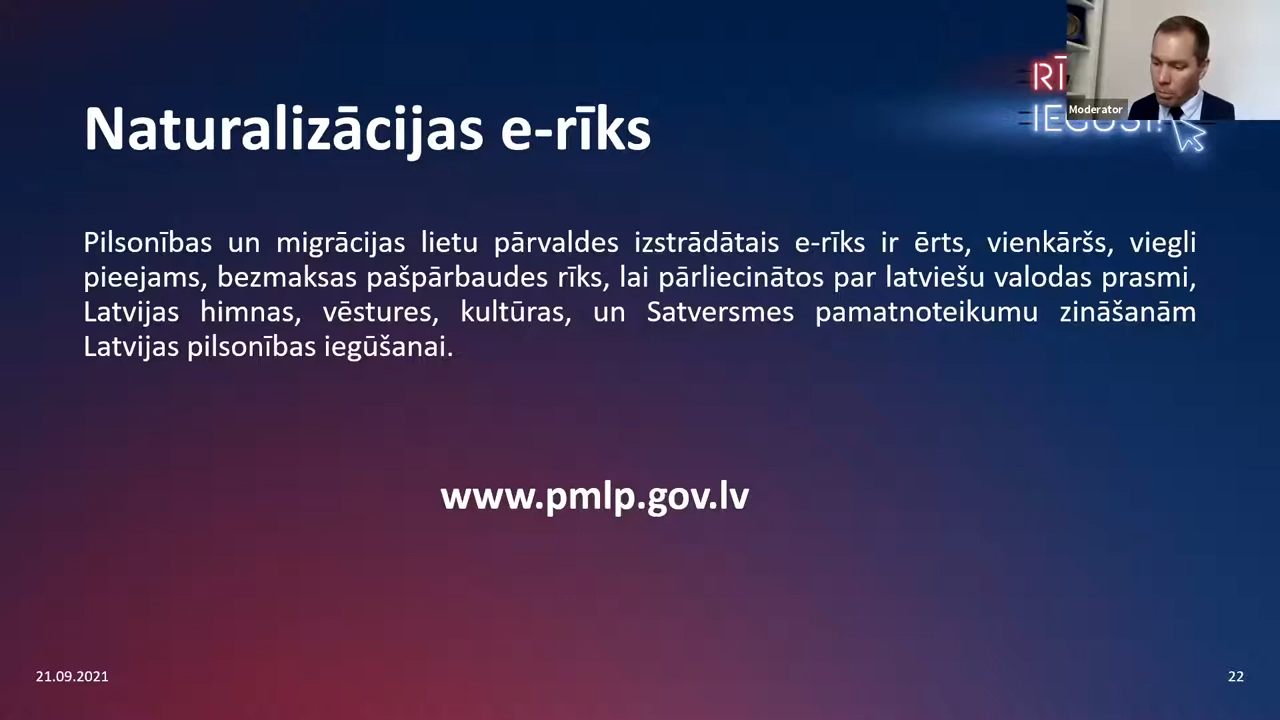 Naturalizācijas e-rīks
RĪ
Moderator
Pilsonības un migrācijas lietu pārvaldes izstrādātais e-rīks ir ērts, vienkāršs, viegli
pieejams, bezmaksas pašpārbaudes rīks, lai pārliecinātos par latviešu valodas prasmi,
Latvijas himnas, vēstures, kultūras, un Satversmes pamatnoteikumu zināšanām
Latvijas pilsonības iegūšanai.
www.pmlp.gov.lv
21.09.2021
22